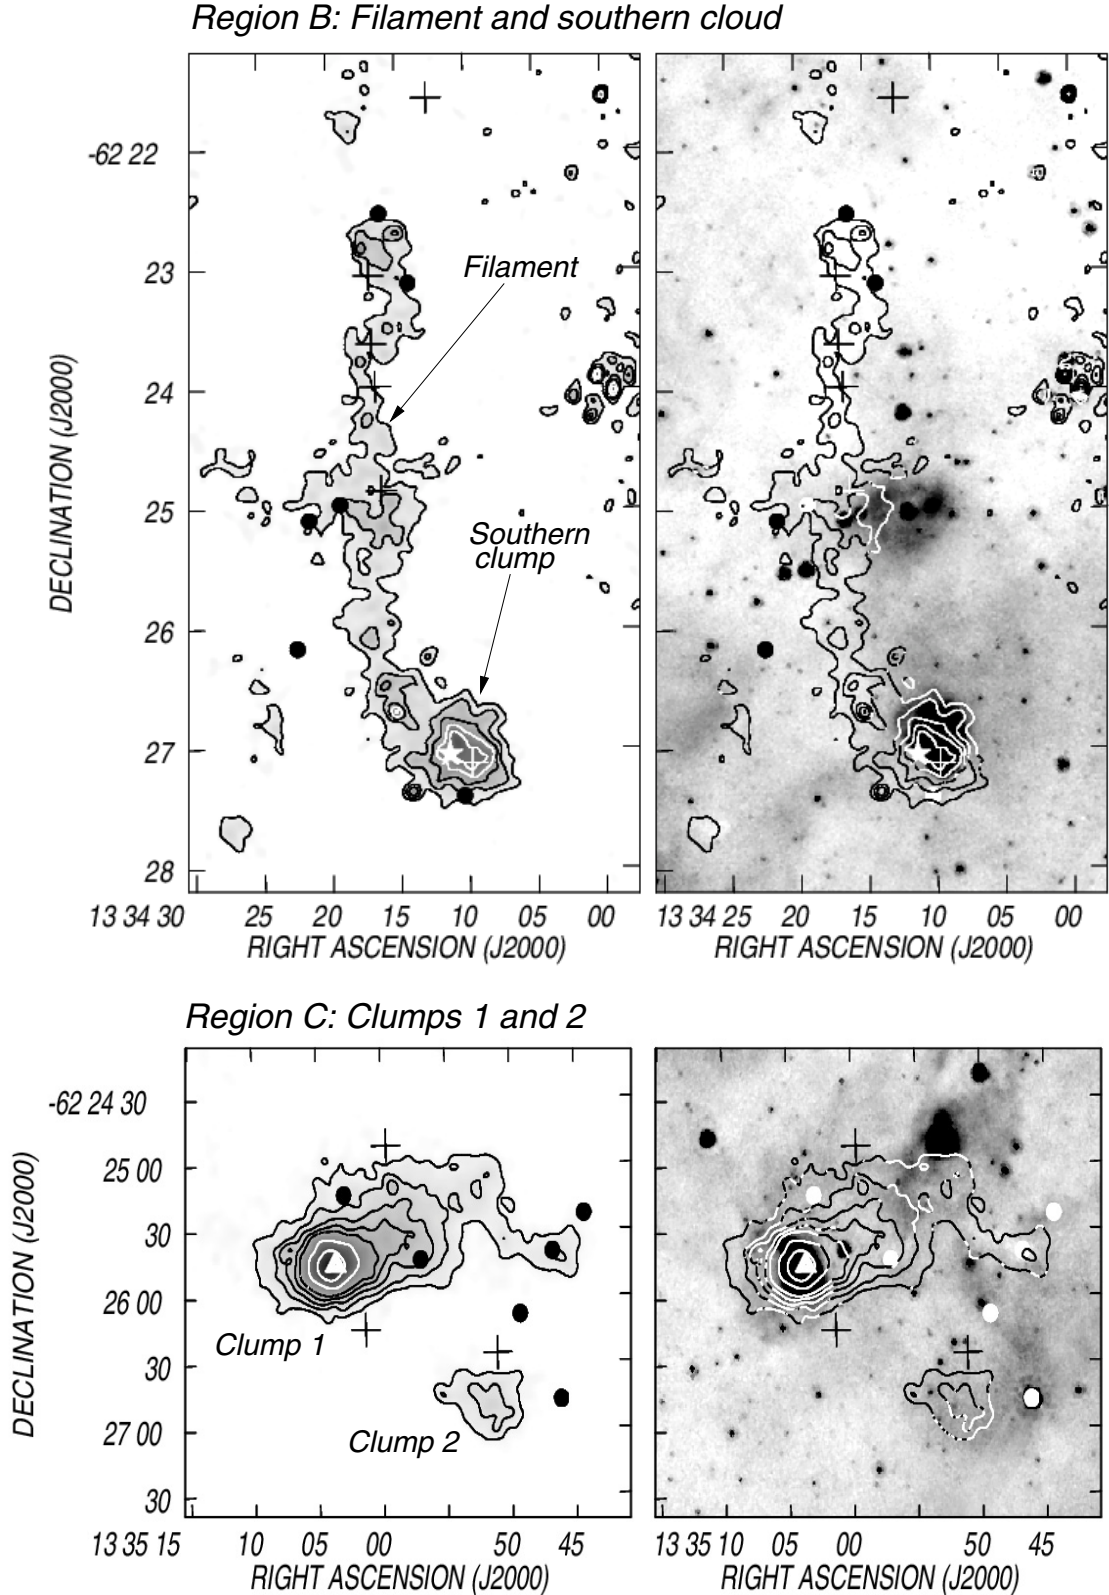 Region B: Filament and southern cloud
-62 22
23
24
25
26
27
28
DECLINATION (J2000)
Filament
Southern
clump
13 34 30 25 20 15 10 05 00
RIGHT ASCENSION (J2000)
13 34 25 20 15 10 05 00
RIGHT ASCENSION (J2000)
Region C: Clumps 1 and 2
-62 24 30
25 00
30
26 00
30
27 00
30
DECLINATION (J2000)
Clump 1
Clump 2
13 35 15 10 05 00 50 45
RIGHT ASCENSION (J2000)
13 35 10 05 00 50 45
RIGHT ASCENSION (J2000)